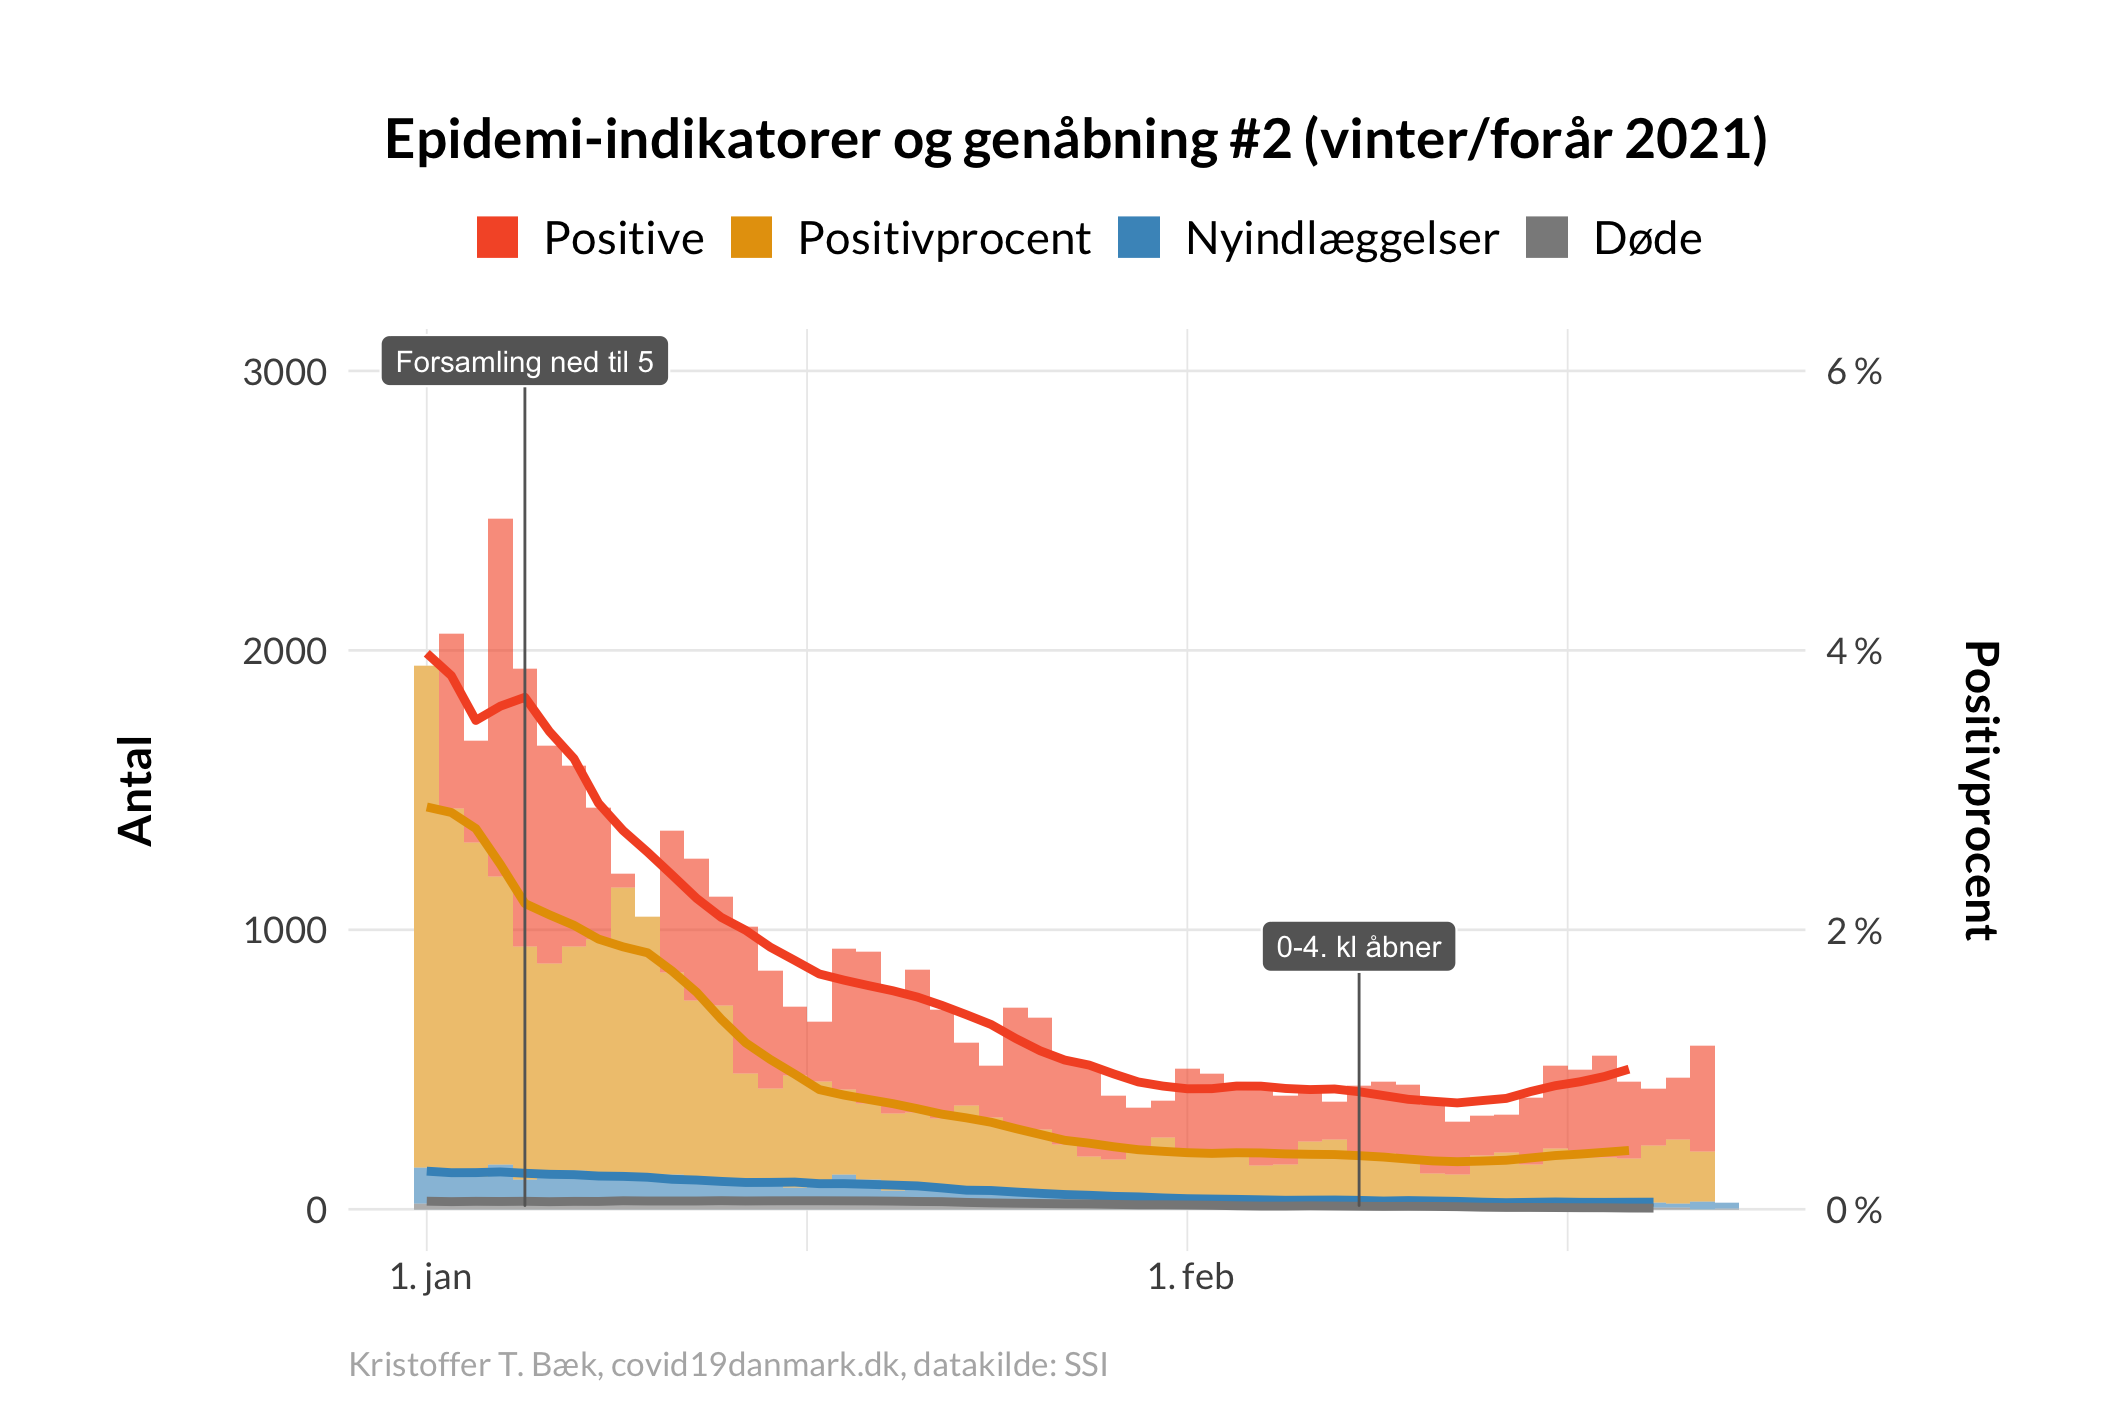 Epidemi-indikatorer og genåbning #2 (vinter/forår 2021)
Positive Positivprocent Nyindlæggelser Døde
Forsamling ned til 5
3000 6 %
2000 4 %
1000 2 %
0 0 %
0-4. kl åbner
Antal
Positivprocent
1. jan 1. feb
Kristoffer T. Bæk, covid19danmark.dk, datakilde: SSI